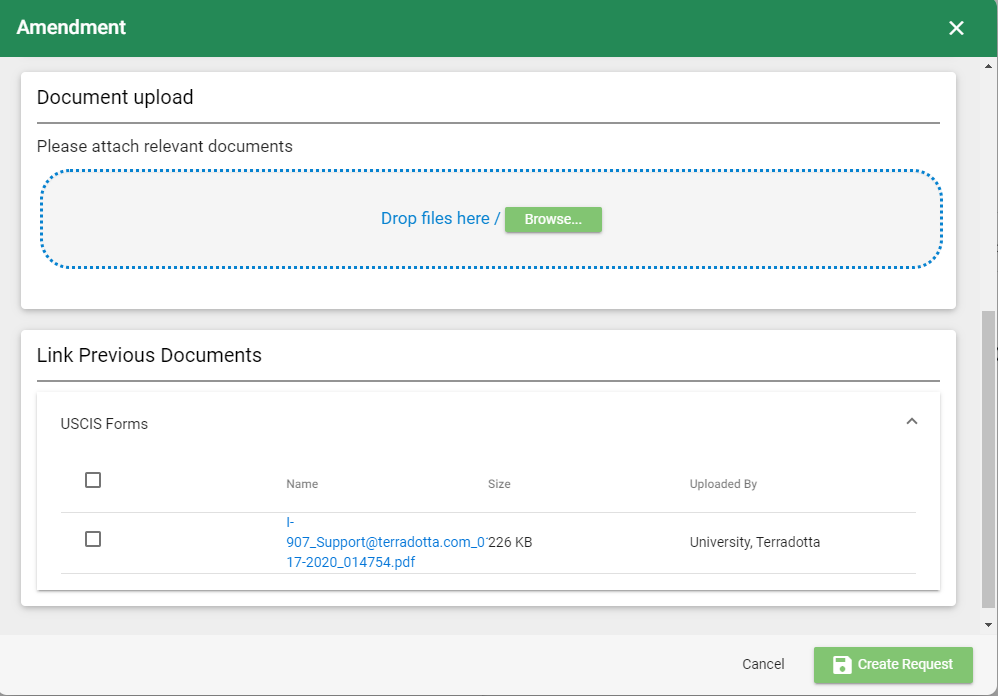 Amendment
Document upload
Please attach relevant documents
Drop files here / Browse...
Link Previous Documents
USCIS Forms
Name Size Uploaded By
I-
907_Support@terradotta.com_0 226 KB University, Terradotta
17-2020_014754.pdf
Cancel Create Request